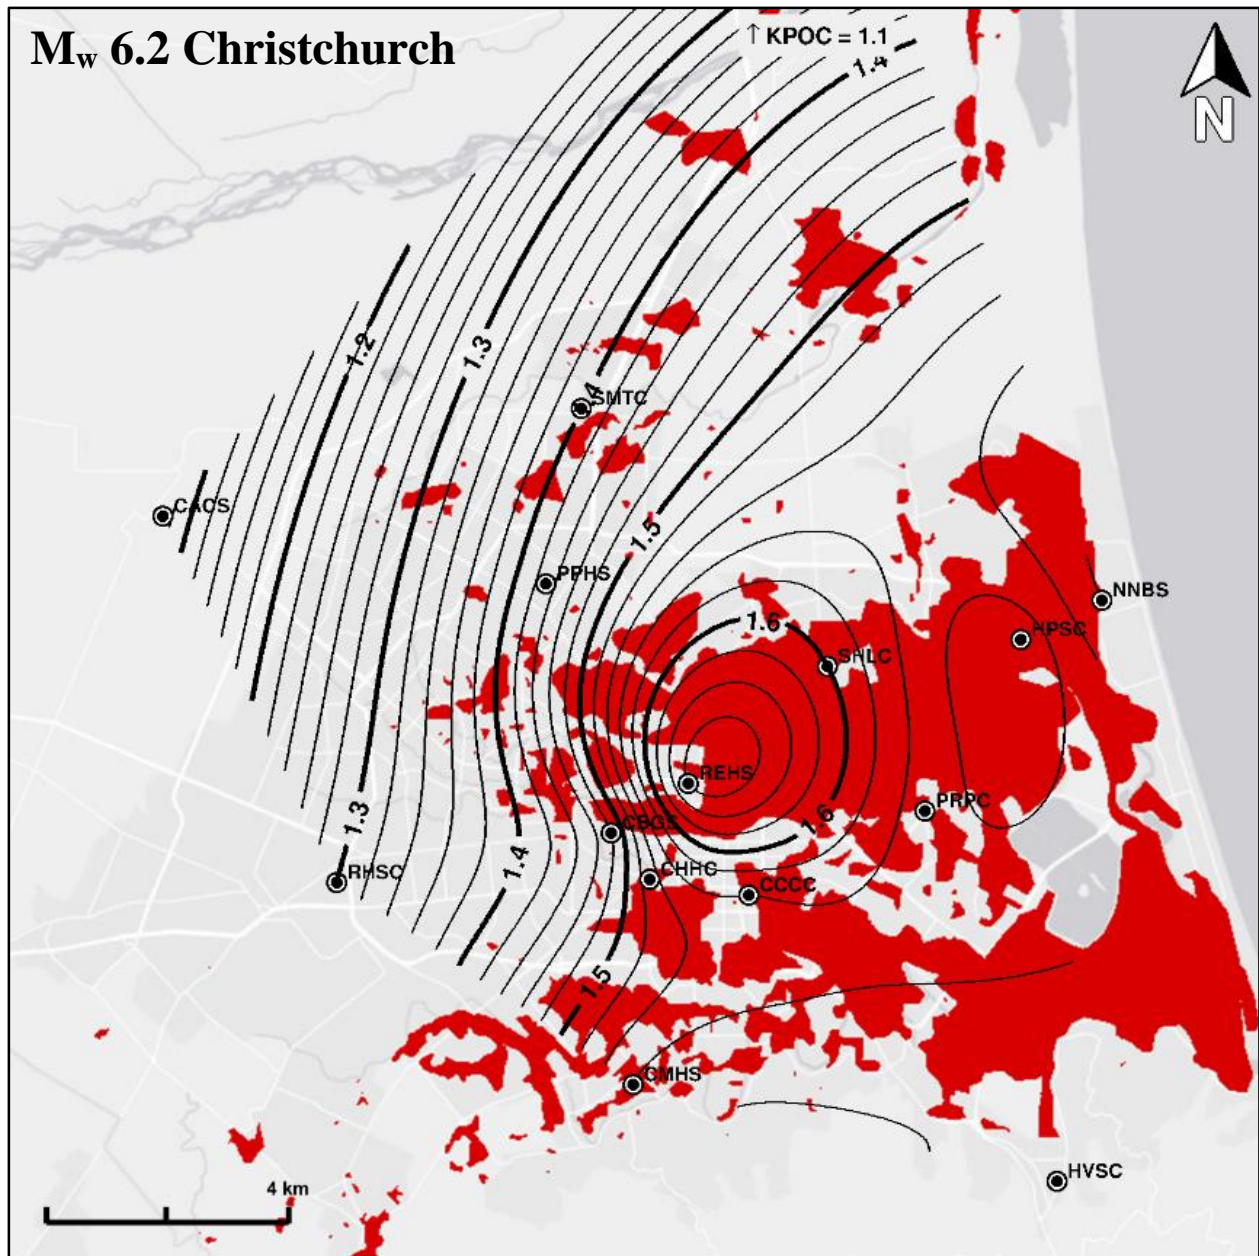 M_w 6.2 Christchurch
↑ KPOC = 1.1
1.4
N
1.2
1.3
.4
SMTC
CACS
1.5
PPHS
NNBS
1.6
HPSC
SHLC
REHS
PRPC
1.3
1.6
CBGS
1.4
RHSC
CHHC
CCCC
1.5
CMHS
HVSC
4 km